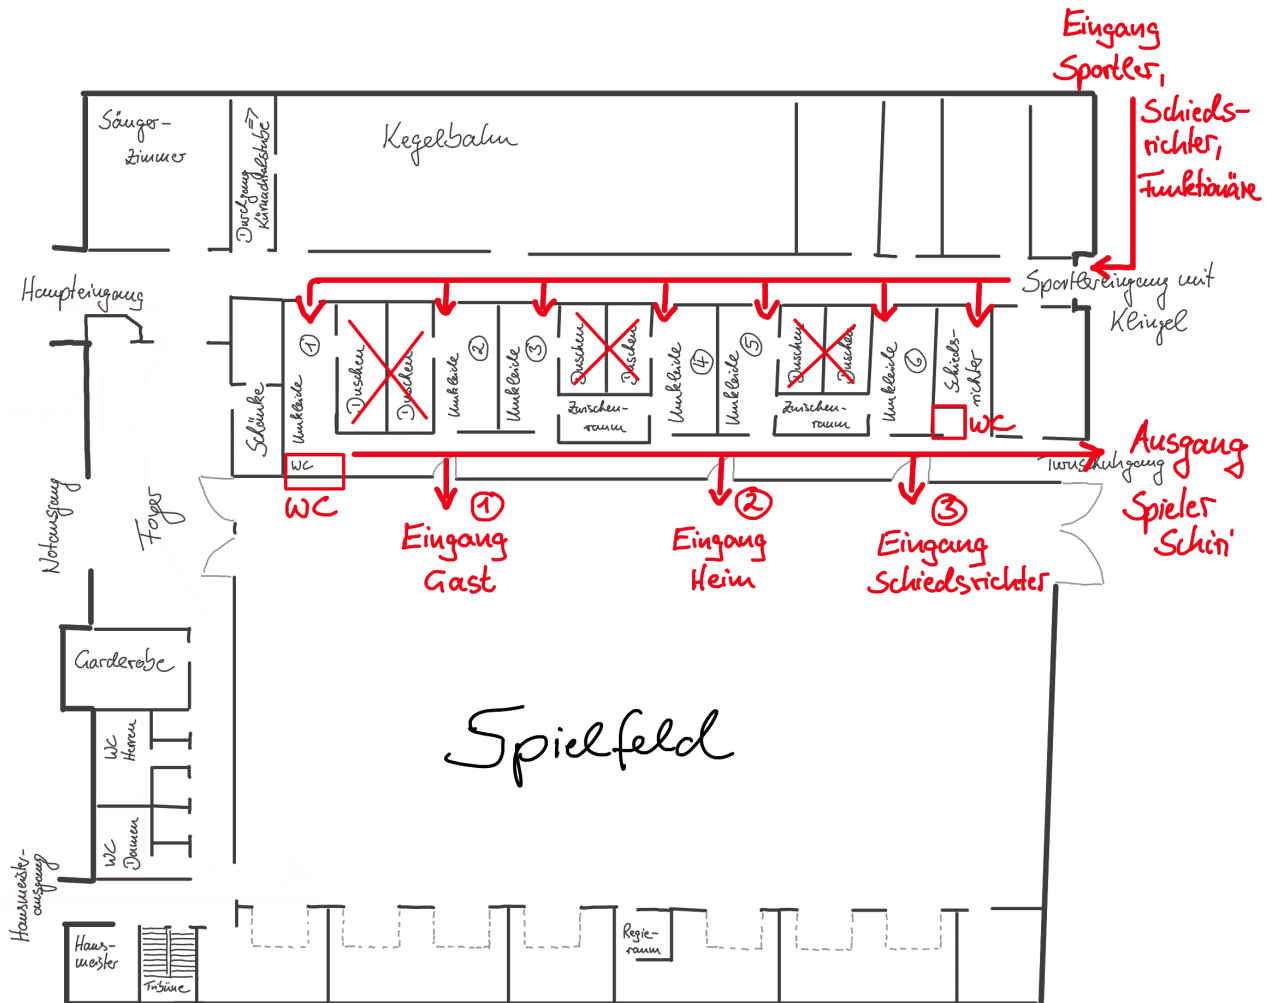 Eingang
Sportler,
Schieds-
richter,
Funktionäre
Sänger-
zimmer
Durchgang =>
Kürnachtalstube
Kegelbahn
Haupteingang
Sportlereingang mit
Klingel
Schänke
Umkleide
1
Duschen
Duschen
Umkleide
2
Umkleide
3
Duschen
Duschen
Zwischen-
raum
Umkleide
4
Umkleide
5
Duschen
Duschen
Zwischen-
raum
Umkleide
6
Schieds-
richter
WC
WC
WC
Turnschuhgang
Ausgang
Spieler
Schiri
1
Eingang
Gast
2
Eingang
Heim
3
Eingang
Schiedsrichter
Notausgang
Foyer
Garderobe
WC
Herren
WC
Damen
Spielfeld
Hausmeister-
ausgang
Haus-
meister
Tribüne
Regie-
raum